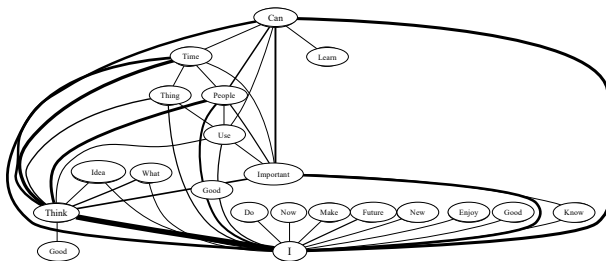 Can
Time
Learn
Thing
People
Use
Idea
What
Important
Good
Think
Do
Now
Make
Future
New
Enjoy
Good
Know
Good
I